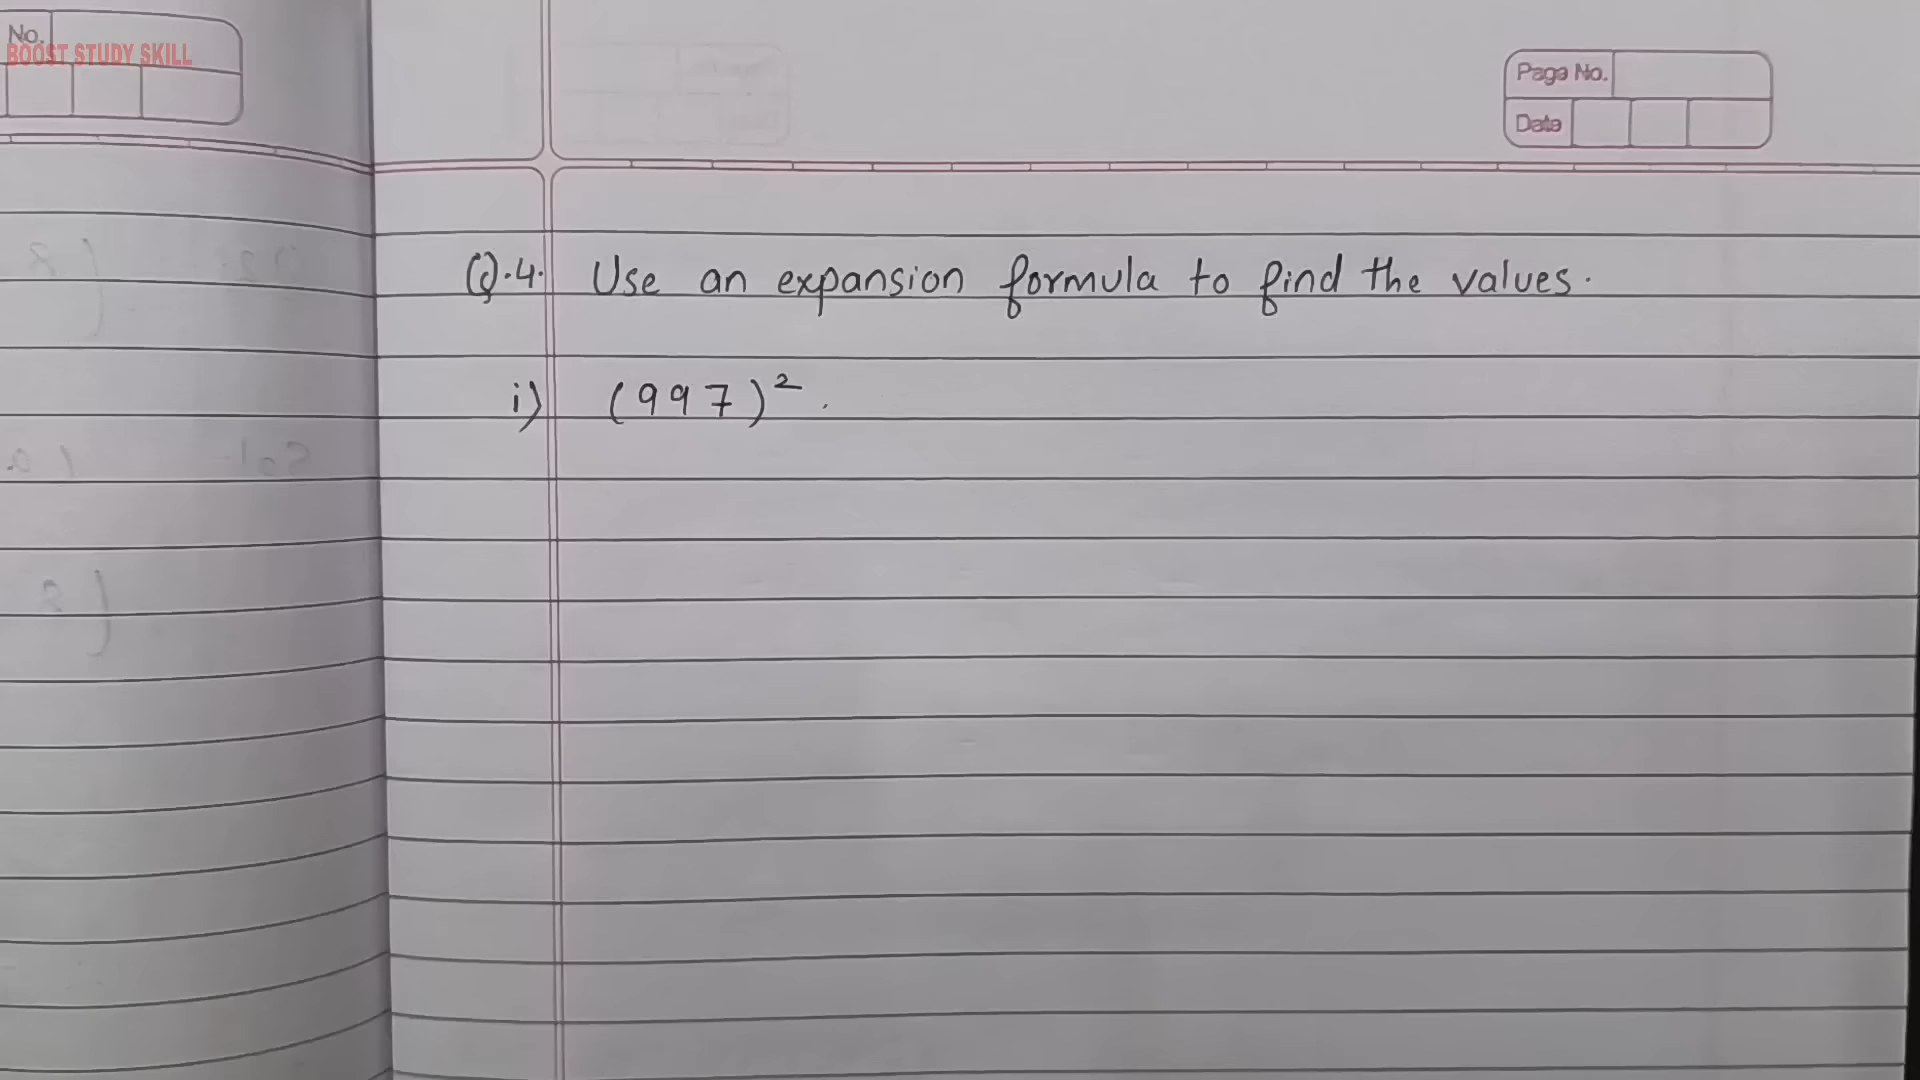 No.
BOOST STUDY SKILL
Page No.
Date
Q.4. Use an expansion formula to find the values.
i) (997)².